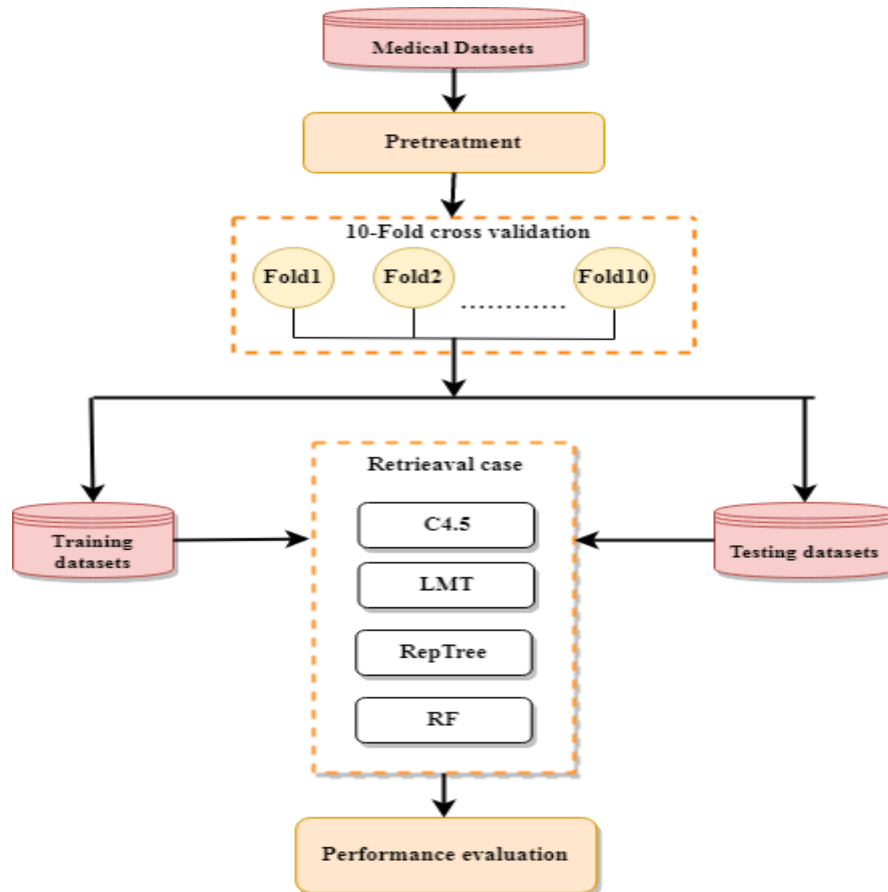 Medical Datasets
Pretreatment
10-Fold cross validation
Fold1
Fold2
.............
Fold10
Retrieaval case
Training
datasets
C4.5
Testing datasets
LMT
RepTree
RF
Performance evaluation